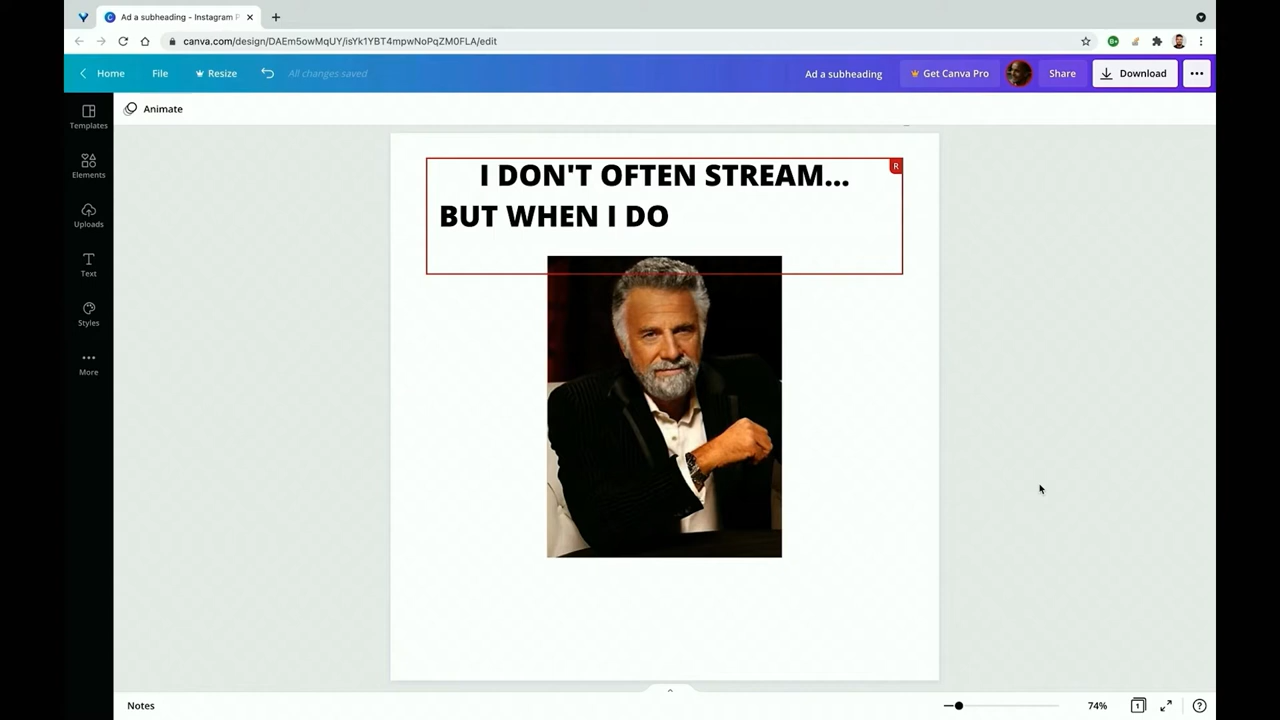 Ad a subheading - Instagram P
canva.com/design/DAEm5owMqUY/isYk1YBT4mpwNoPqZM0FLA/edit
Home
File
Resize
All changes saved
Ad a subheading
Get Canva Pro
Share
Download
Templates
Elements
Uploads
Text
Styles
More
Animate
I DON'T OFTEN STREAM...
R
BUT WHEN I DO
Notes
74%
1